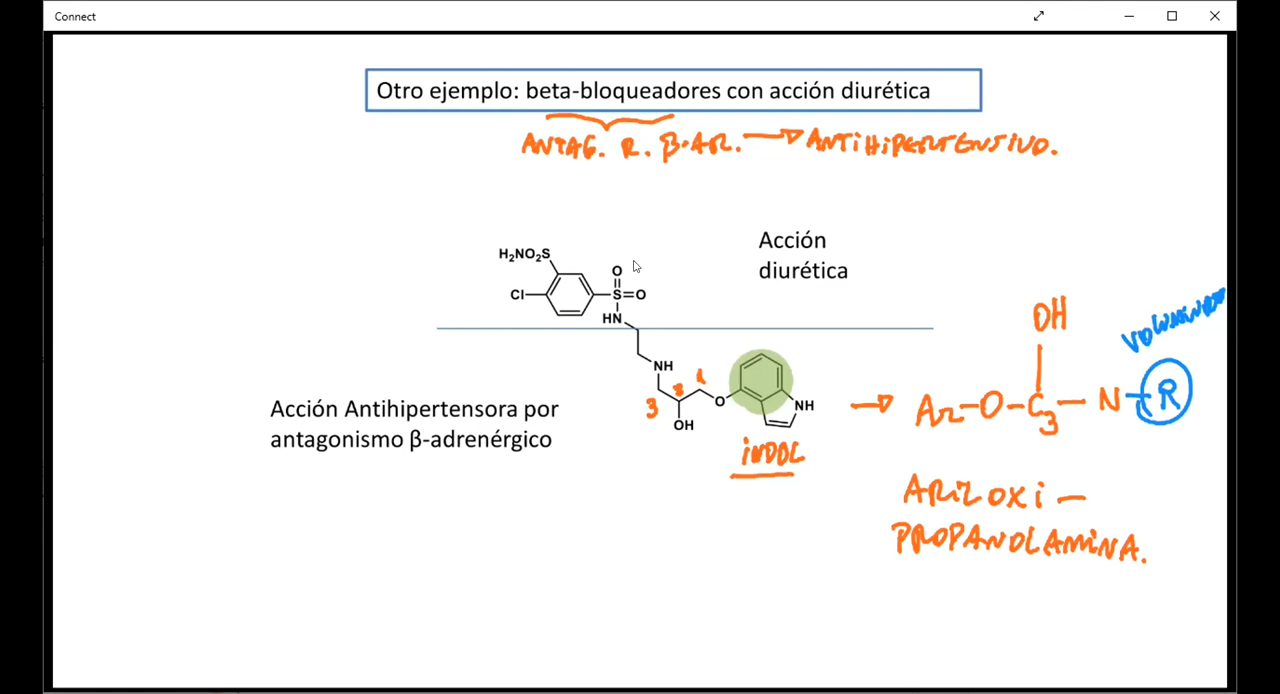 Connect
Otro ejemplo: beta-bloqueadores con acción diurética
ANTAG. R. β-AR. → ANTIHIPERTENSIVO.
Acción
diurética
H₂NO₂S
O
Cl
S=O
HN
OH
NH
1
2
3
O
NH
OH
Ar-O-C₃-N-R
INDOL
Acción Antihipertensora por
antagonismo β-adrenérgico
ARILOXI-
PROPANOLAMINA.